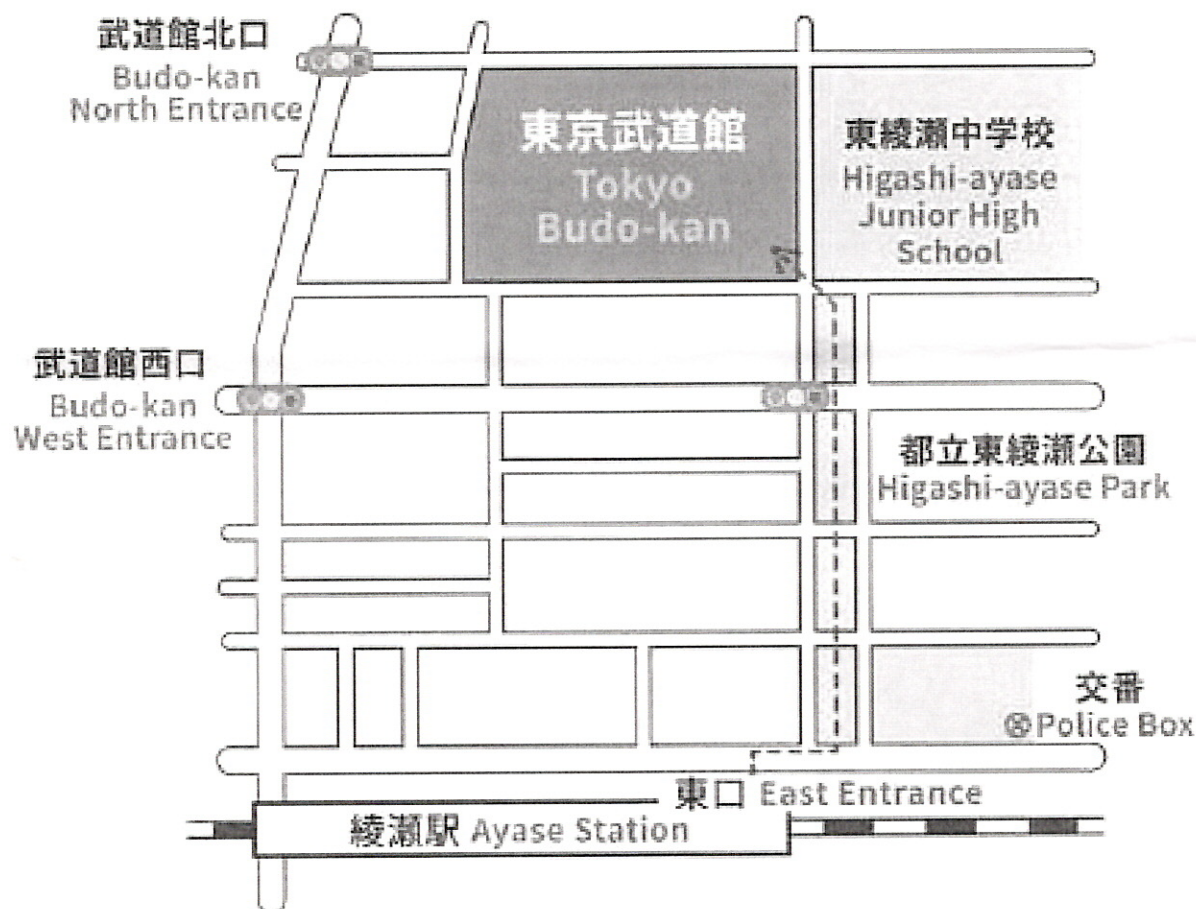 武道館北口
Budo-kan
North Entrance
東京武道館
Tokyo
Budo-kan
東綾瀬中学校
Higashi-ayase
Junior High
School
武道館西口
Budo-kan
West Entrance
都立東綾瀬公園
Higashi-ayase Park
交番
Police Box
東口 East Entrance
綾瀬駅 Ayase Station